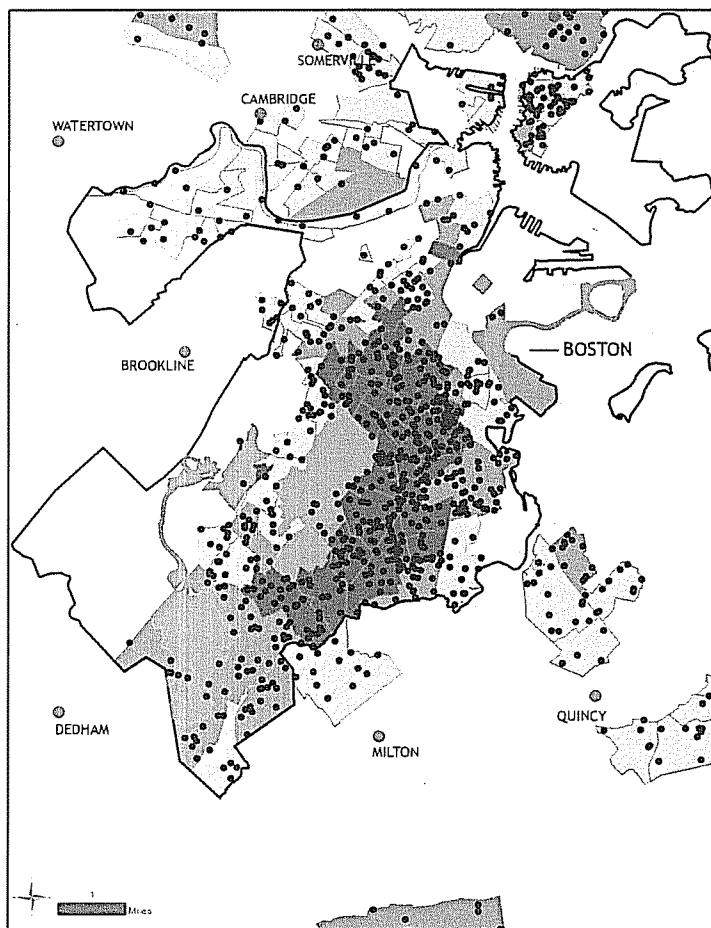 SOMERVILLE
CAMBRIDGE
WATERTOWN
BROOKLINE
BOSTON
DEDHAM
QUINCY
MILTON
1
Miles